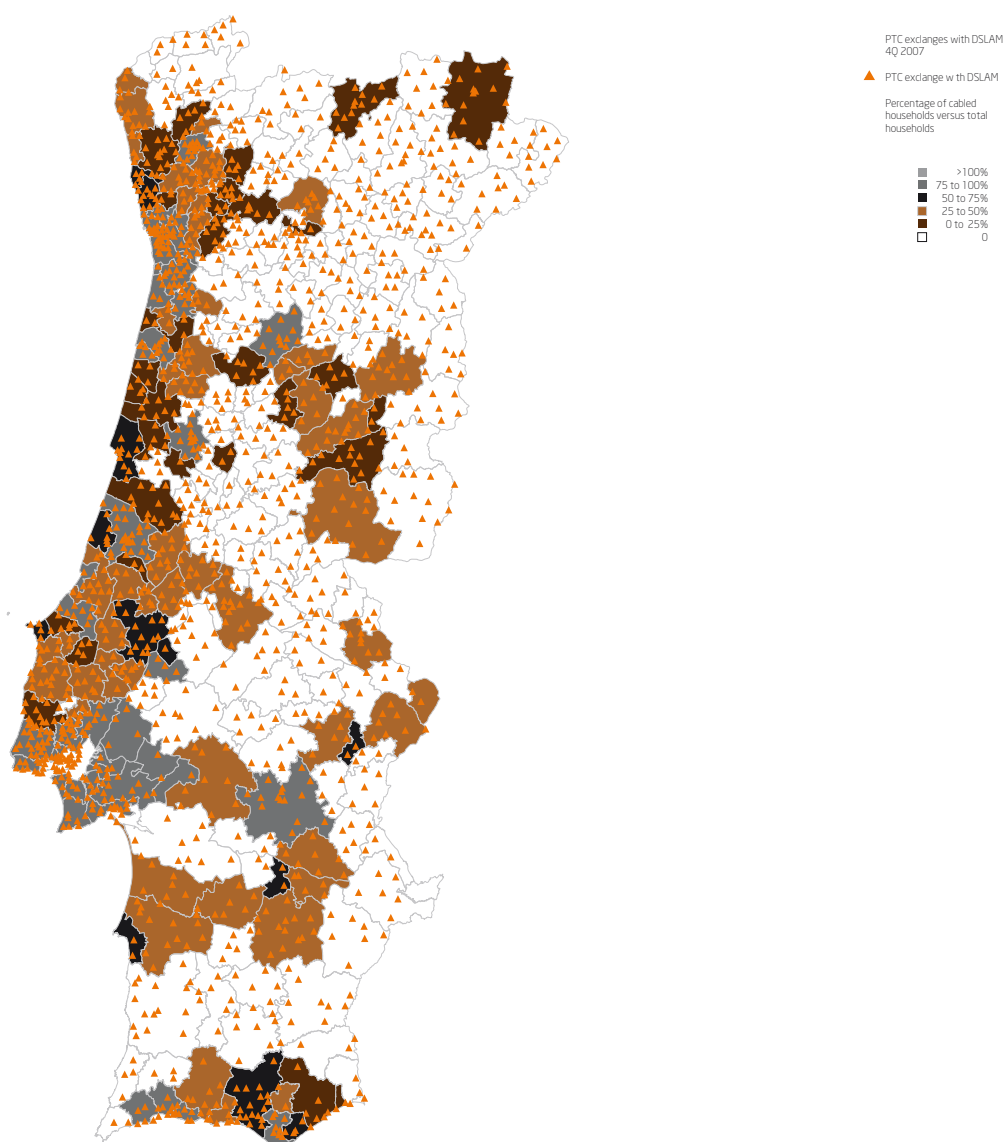 PTC exclanges with DSLAM
4Q 2007
PTC exclange w th DSLAM
Percentage of cabled
households versus total
households
>100%
75 to 100%
50 to 75%
25 to 50%
0 to 25%
0